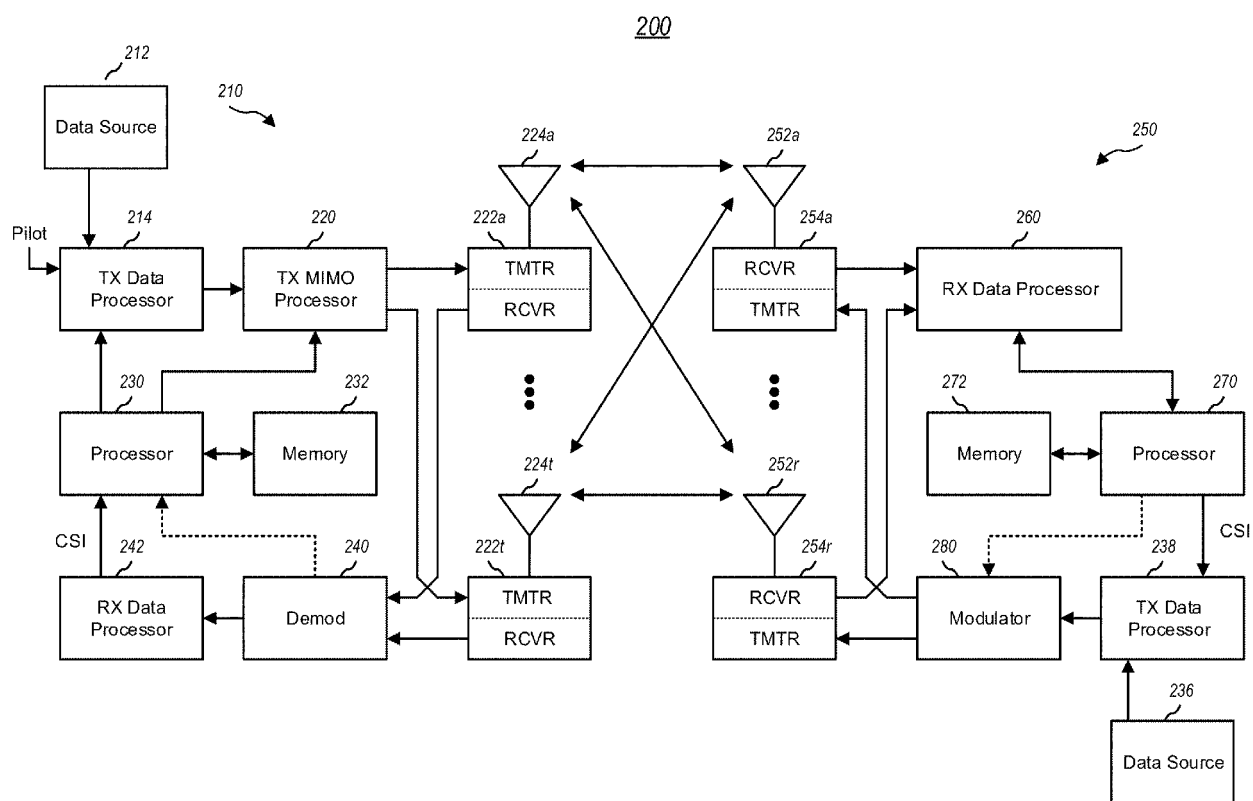 200
212
Data Source
210
250
224a
252a
Pilot
214
TX Data
Processor
220
TX MIMO
Processor
222a
TMTR
RCVR
254a
RCVR
TMTR
260
RX Data Processor
230
Processor
232
Memory
272
Memory
270
Processor
224t
252r
CSI
242
RX Data
Processor
240
Demod
222t
TMTR
RCVR
254r
RCVR
TMTR
280
Modulator
238
CSI
TX Data
Processor
236
Data Source